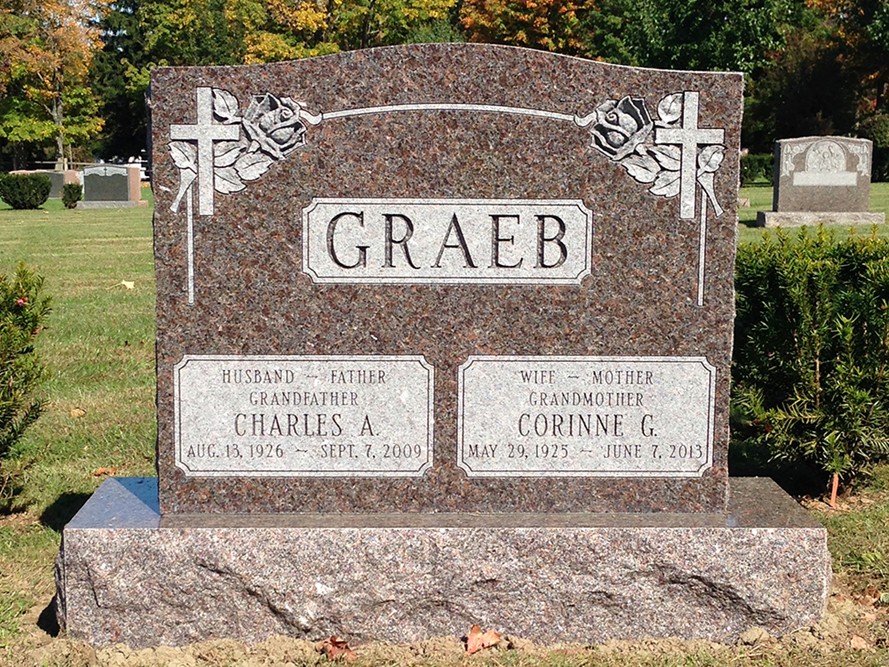 GRAEB
HUSBAND ~ FATHER
GRANDFATHER
CHARLES A.
AUG. 13, 1926 ~ SEPT. 7, 2009
WIFE ~ MOTHER
GRANDMOTHER
CORINNE G.
MAY 29, 1925 ~ JUNE 7, 2013